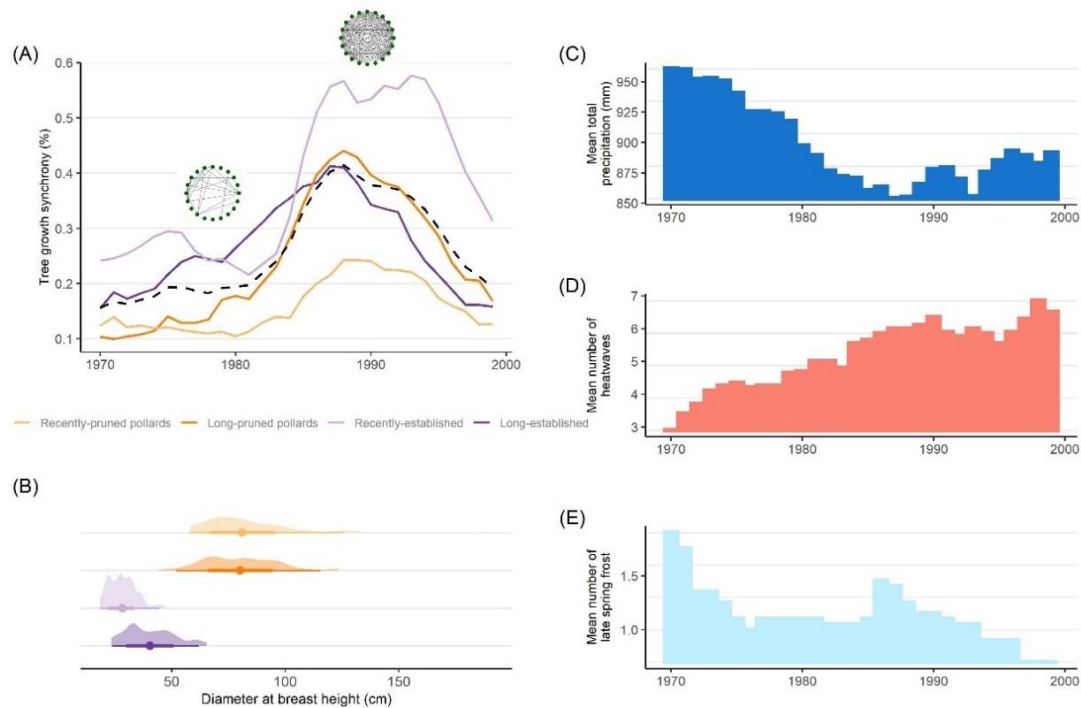 (A)
0.6
0.5
0.4
0.3
0.2
0.1
Tree growth synchrony (%)
1970
1980
1990
2000
Recently-pruned pollards
Long-pruned pollards
Recently-established
Long-established
(B)
50
100
150
Diameter at breast height (cm)
(C)
Mean total
precipitation (mm)
950
925
900
875
850
1970
1980
1990
2000
(D)
Mean number of
heatwaves
7
6
5
4
3
1970
1980
1990
2000
(E)
Mean number of
late spring frost
1.5
1.0
1970
1980
1990
2000